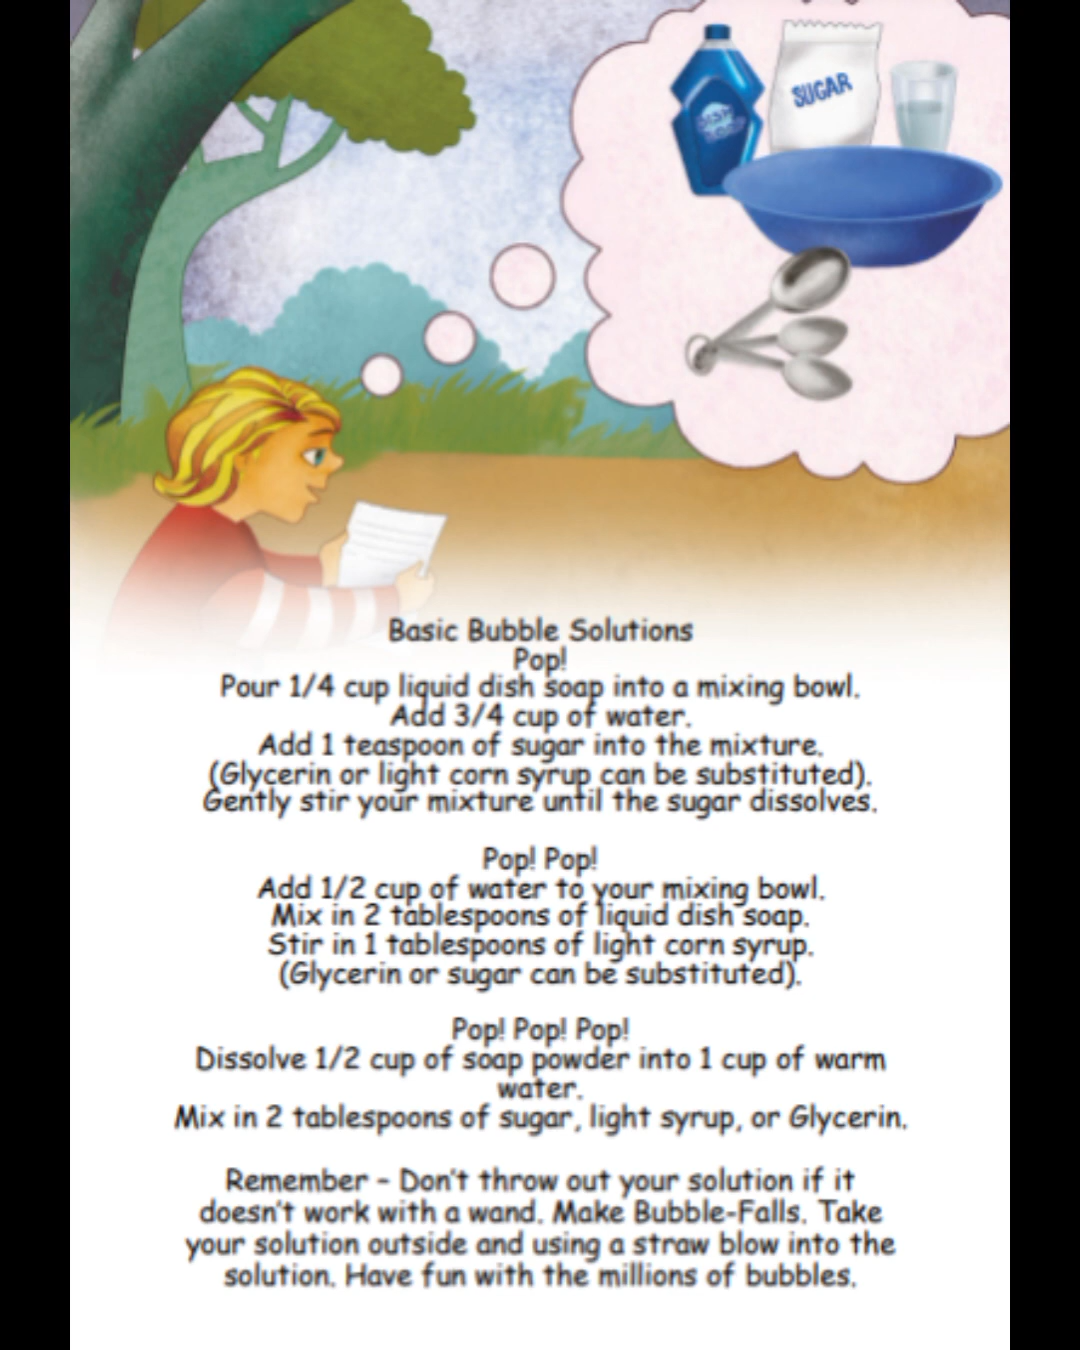 SUGAR
Basic Bubble Solutions
Pop!
Pour 1/4 cup liquid dish soap into a mixing bowl.
Add 3/4 cup of water.
Add 1 teaspoon of sugar into the mixture.
(Glycerin or light corn syrup can be substituted).
Gently stir your mixture until the sugar dissolves.
Pop! Pop!
Add 1/2 cup of water to your mixing bowl.
Mix in 2 tablespoons of liquid dish soap.
Stir in 1 tablespoons of light corn syrup.
(Glycerin or sugar can be substituted).
Pop! Pop! Pop!
Dissolve 1/2 cup of soap powder into 1 cup of warm
water.
Mix in 2 tablespoons of sugar, light syrup, or Glycerin.
Remember – Don't throw out your solution if it
doesn't work with a wand. Make Bubble-Falls. Take
your solution outside and using a straw blow into the
solution. Have fun with the millions of bubbles.